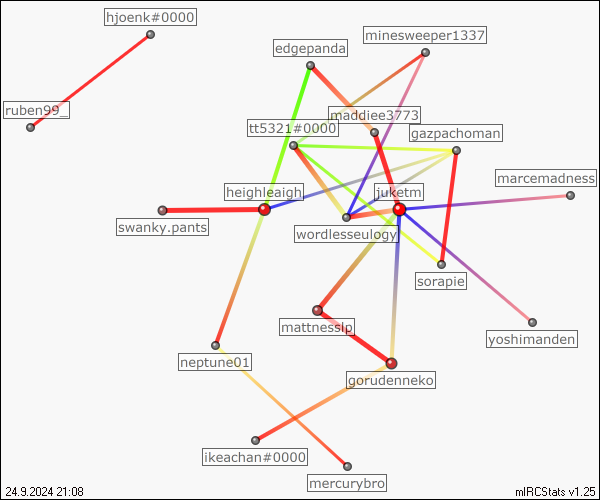 hjoenk#0000
minesweeper1337
edgepanda
ruben99_
maddiee3773
tt5321#0000
gazpachoman
marcemadness
heighleaigh
juketm
swanky.pants
wordlesseulogy
sorapie
mattnesslp
yoshimanden
neptune01
gorudenneko
ikeachan#0000
mercurybro
24.9.2024 21:08
mIRCStats v1.25